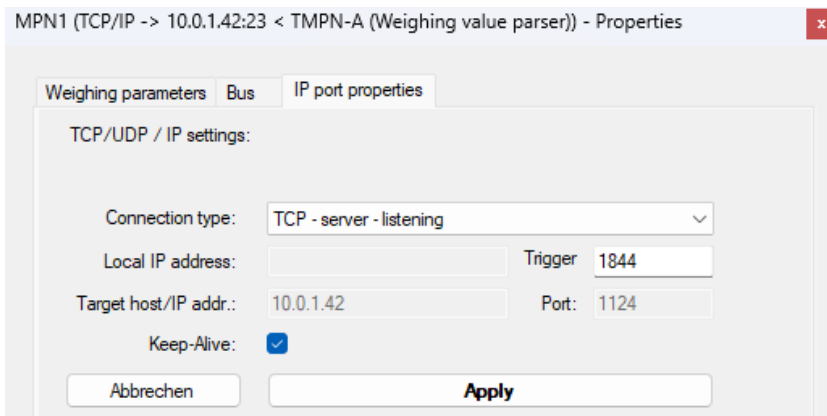 MPN1 (TCP/IP -> 10.0.1.42:23 < TMPN-A (Weighing value parser)) - Properties x
Weighing parameters Bus IP port properties
TCP/UDP / IP settings:
Connection type: TCP - server - listening
Local IP address: Trigger 1844
Target host/IP addr.: 10.0.1.42 Port: 1124
Keep-Alive:
Abbrechen Apply